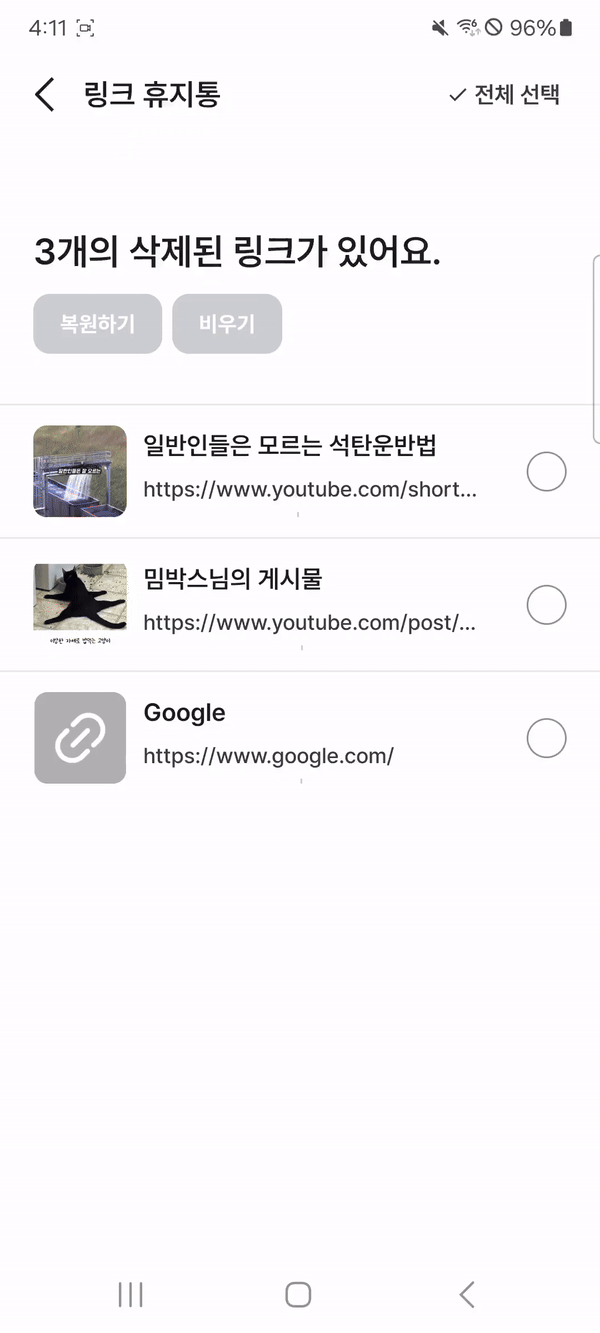 4:11 96%
링크 휴지통 전체 선택
3개의 삭제된 링크가 있어요.
복원하기 비우기
일반인들은 모르는 석탄운반법
https://www.youtube.com/short...
밈박스님의 게시물
https://www.youtube.com/post/...
Google
https://www.google.com/